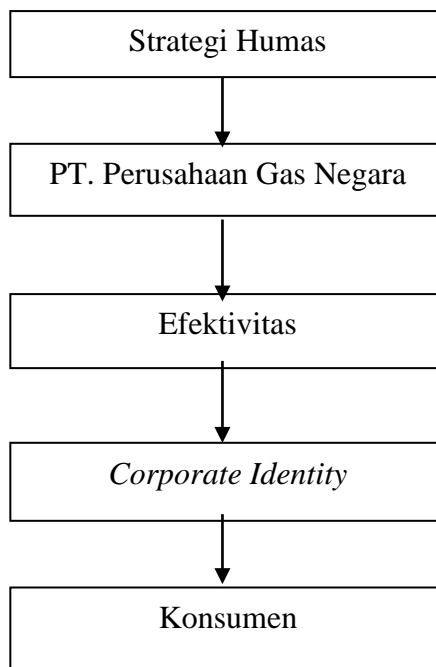 Strategi Humas
PT. Perusahaan Gas Negara
Efektivitas
Corporate Identity
Konsumen